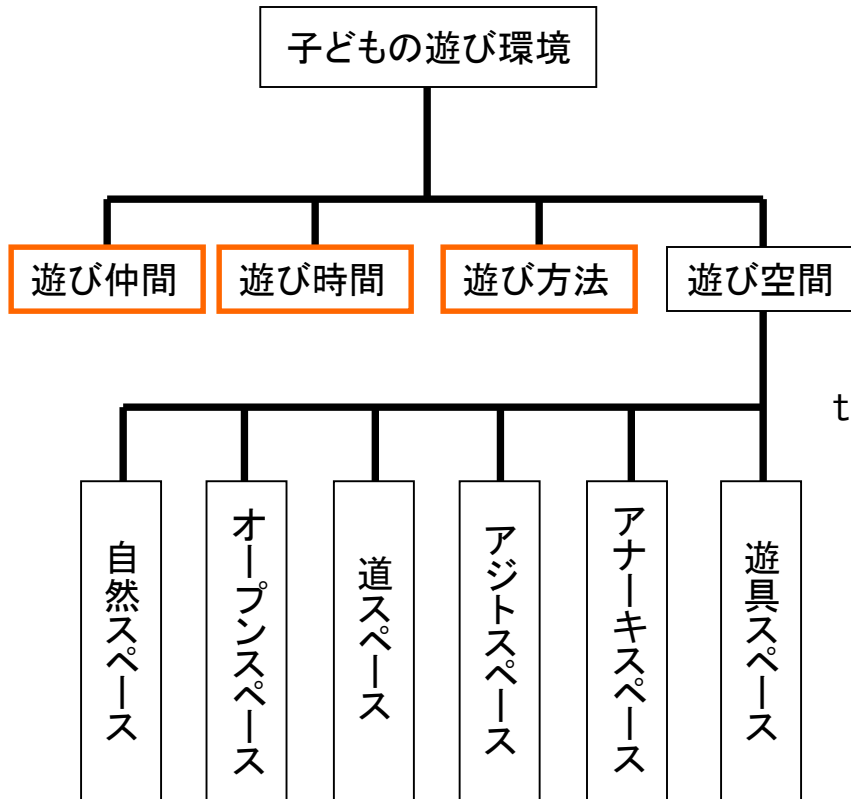 子どもの遊び環境
遊び仲間
遊び時間
遊び方法
遊び空間
t
自然スペース
オープンスペース
道スペース
アジトスペース
アナーキスペース
遊具スペース